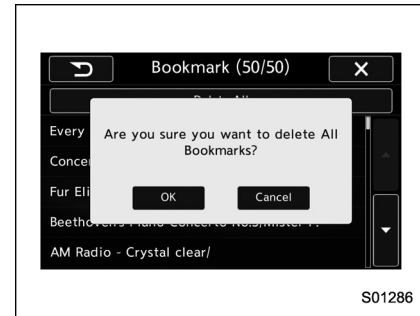 Bookmark (50/50)
Every
Are you sure you want to delete All
Bookmarks?
Fur Eli
OK
Cancel
AM Radio - Crystal clear/
S01286